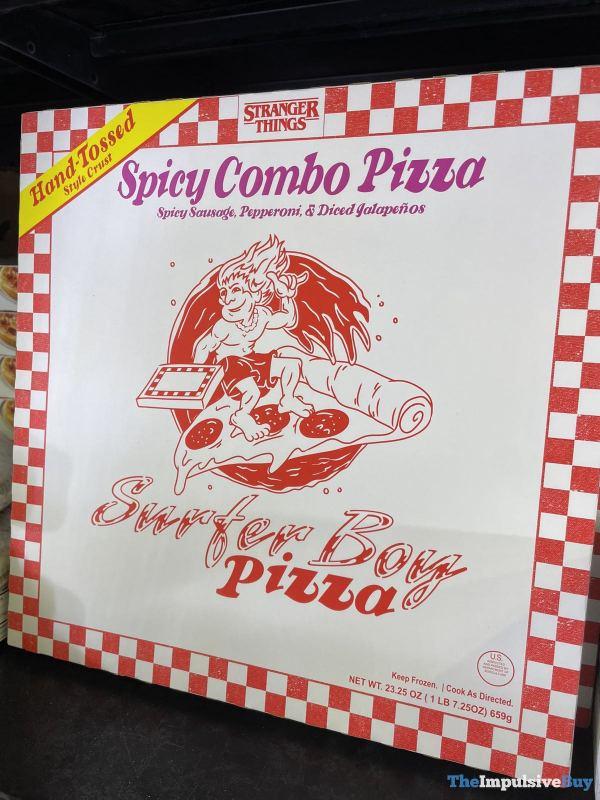 STRANGER
THINGS
Hand-Tossed
Style Crust
Spicy Combo Pizza
Spicy Sausage, Pepperoni, & Diced Jalapeños
Surfer Boy
Pizza
U.S.
Keep Frozen. | Cook As Directed.
NET WT. 23.25 OZ ( 1 LB 7.25OZ) 659g
TheImpulsiveBuy